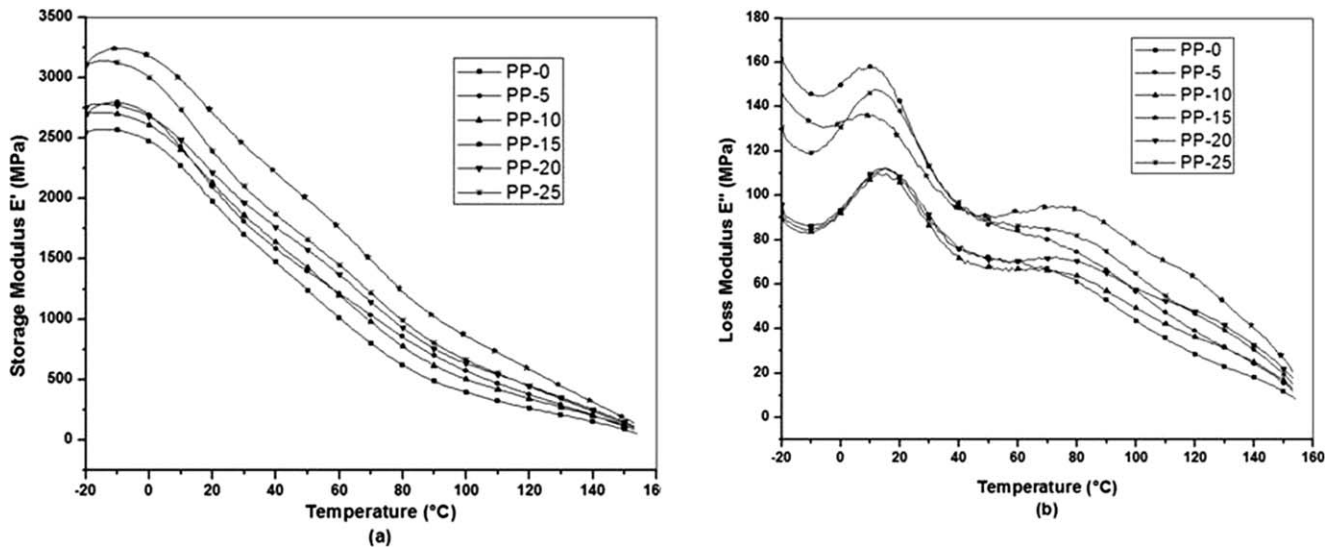 3500
3000
2500
2000
1500
1000
500
0
Storage Modulus E' (MPa)
PP-0
PP-5
PP-10
PP-15
PP-20
PP-25
-20 0 20 40 60 80 100 120 140 160
Temperature (°C)
(a)
180
160
140
120
100
80
60
40
20
0
Loss Modulus E'' (MPa)
PP-0
PP-5
PP-10
PP-15
PP-20
PP-25
-20 0 20 40 60 80 100 120 140 160
Temperature (°C)
(b)